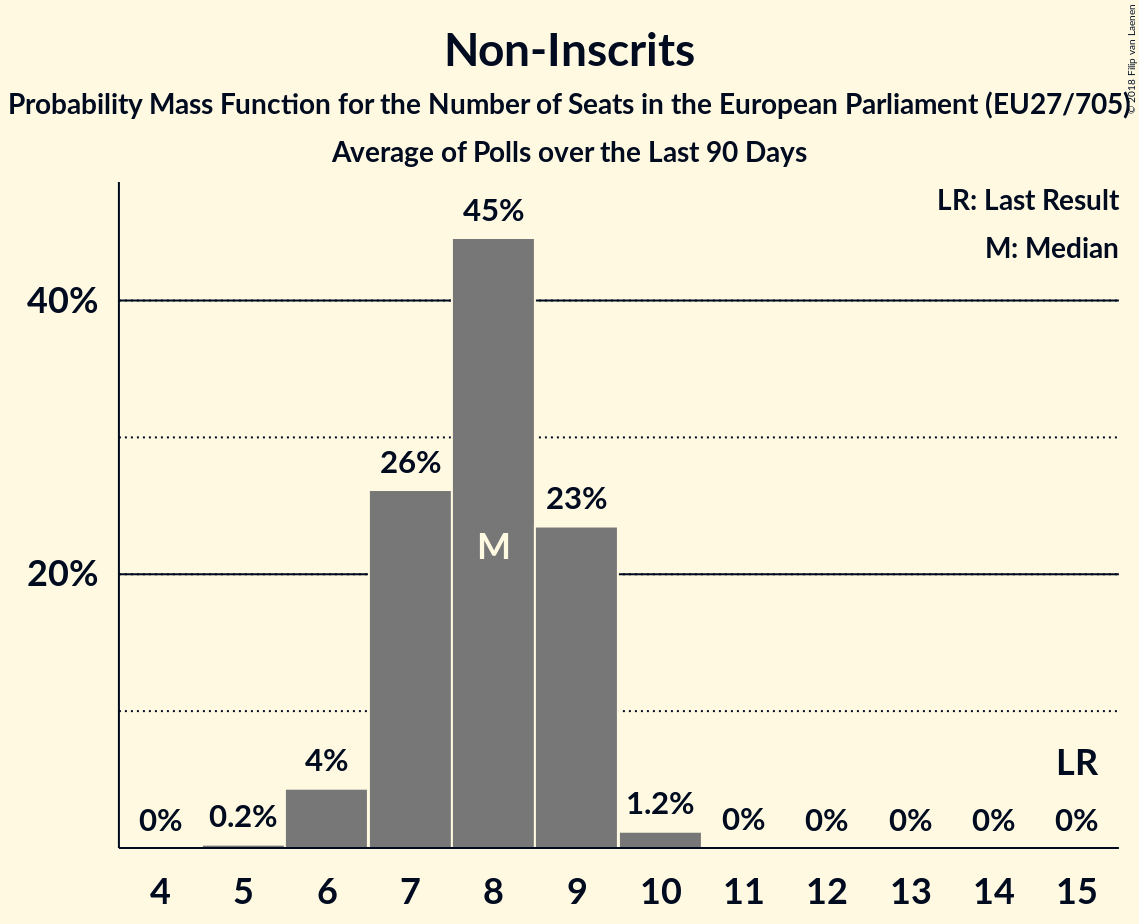 Non-Inscrits
Probability Mass Function for the Number of Seats in the European Parliament (EU27/705)
Average of Polls over the Last 90 Days
© 2018 Filip van Laenen
LR: Last Result
M: Median
45%
40%
26%
23%
M
20%
4%
LR
0%
0.2%
1.2%
0%
0%
0%
0%
0%
4 5 6 7 8 9 10 11 12 13 14 15